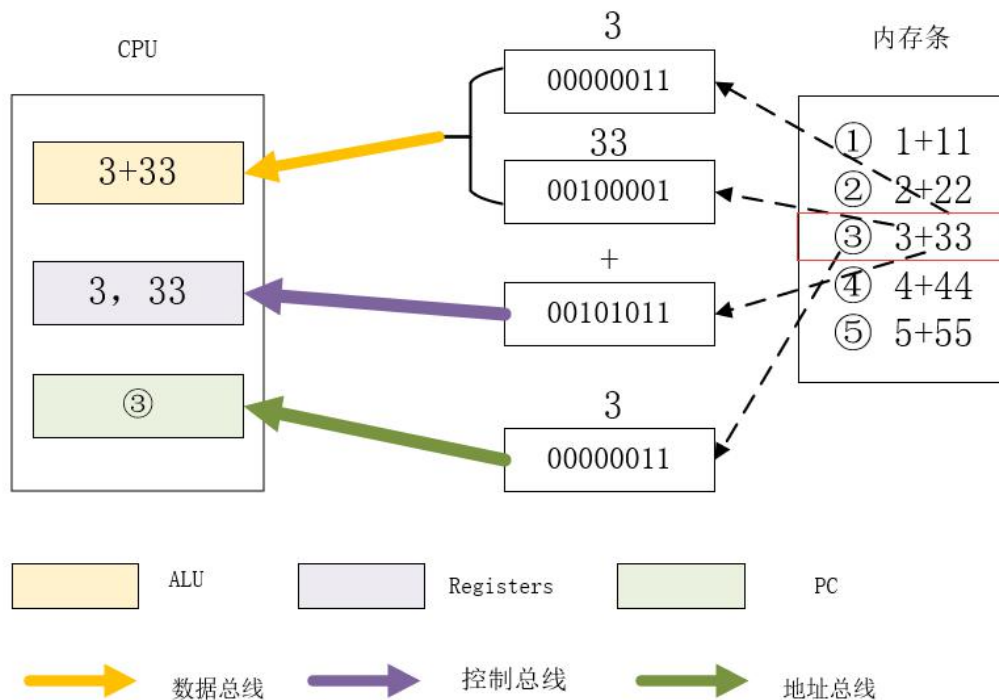 CPU
3
内存条
00000011
① 1+11
3+33
33
② 2+22
00100001
③ 3+33
+
3, 33
④ 4+44
00101011
⑤ 5+55
③
3
00000011
ALU
Registers
PC
数据总线
控制总线
地址总线